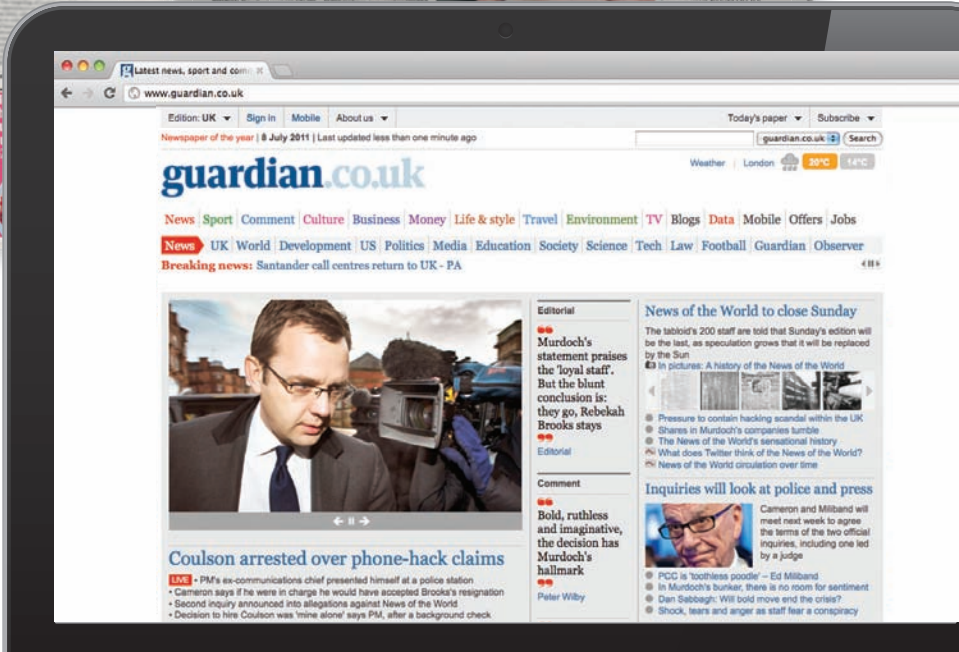 Latest news, sport and com
www.guardian.co.uk
Edition: UK Sign in Mobile About us Today's paper Subscribe
Newspaper of the year | 8 July 2011 | Last updated less than one minute ago guardian.co.uk Search
guardian.co.uk Weather London 20°C 14°C
News Sport Comment Culture Business Money Life & style Travel Environment TV Blogs Data Mobile Offers Jobs
News UK World Development US Politics Media Education Society Science Tech Law Football Guardian Observer
Breaking news: Santander call centres return to UK - PA
Coulson arrested over phone-hack claims
LIVE • PM's ex-communications chief presented himself at a police station
• Cameron says if he were in charge he would have accepted Brooks's resignation
• Second inquiry announced into allegations against News of the World
• Decision to hire Coulson was 'mine alone' says PM, after a background check
Editorial
Murdoch's
statement praises
the 'loyal staff'.
But the blunt
conclusion is:
they go, Rebekah
Brooks stays
Editorial
Comment
Bold, ruthless
and imaginative,
the decision has
Murdoch's
hallmark
Peter Wilby
News of the World to close Sunday
The tabloid's 200 staff are told that Sunday's edition will
be the last, as speculation grows that it will be replaced
by the Sun
In pictures: A history of the News of the World
Pressure to contain hacking scandal within the UK
Shares in Murdoch's companies tumble
The News of the World's sensational history
What does Twitter think of the News of the World?
News of the World circulation over time
Inquiries will look at police and press
Cameron and Miliband will
meet next week to agree
the terms of the two official
inquiries, including one led
by a judge
PCC is 'toothless poodle' – Ed Miliband
In Murdoch's bunker, there is no room for sentiment
Dan Sabbagh: Will bold move end the crisis?
Shock, tears and anger as staff fear a conspiracy